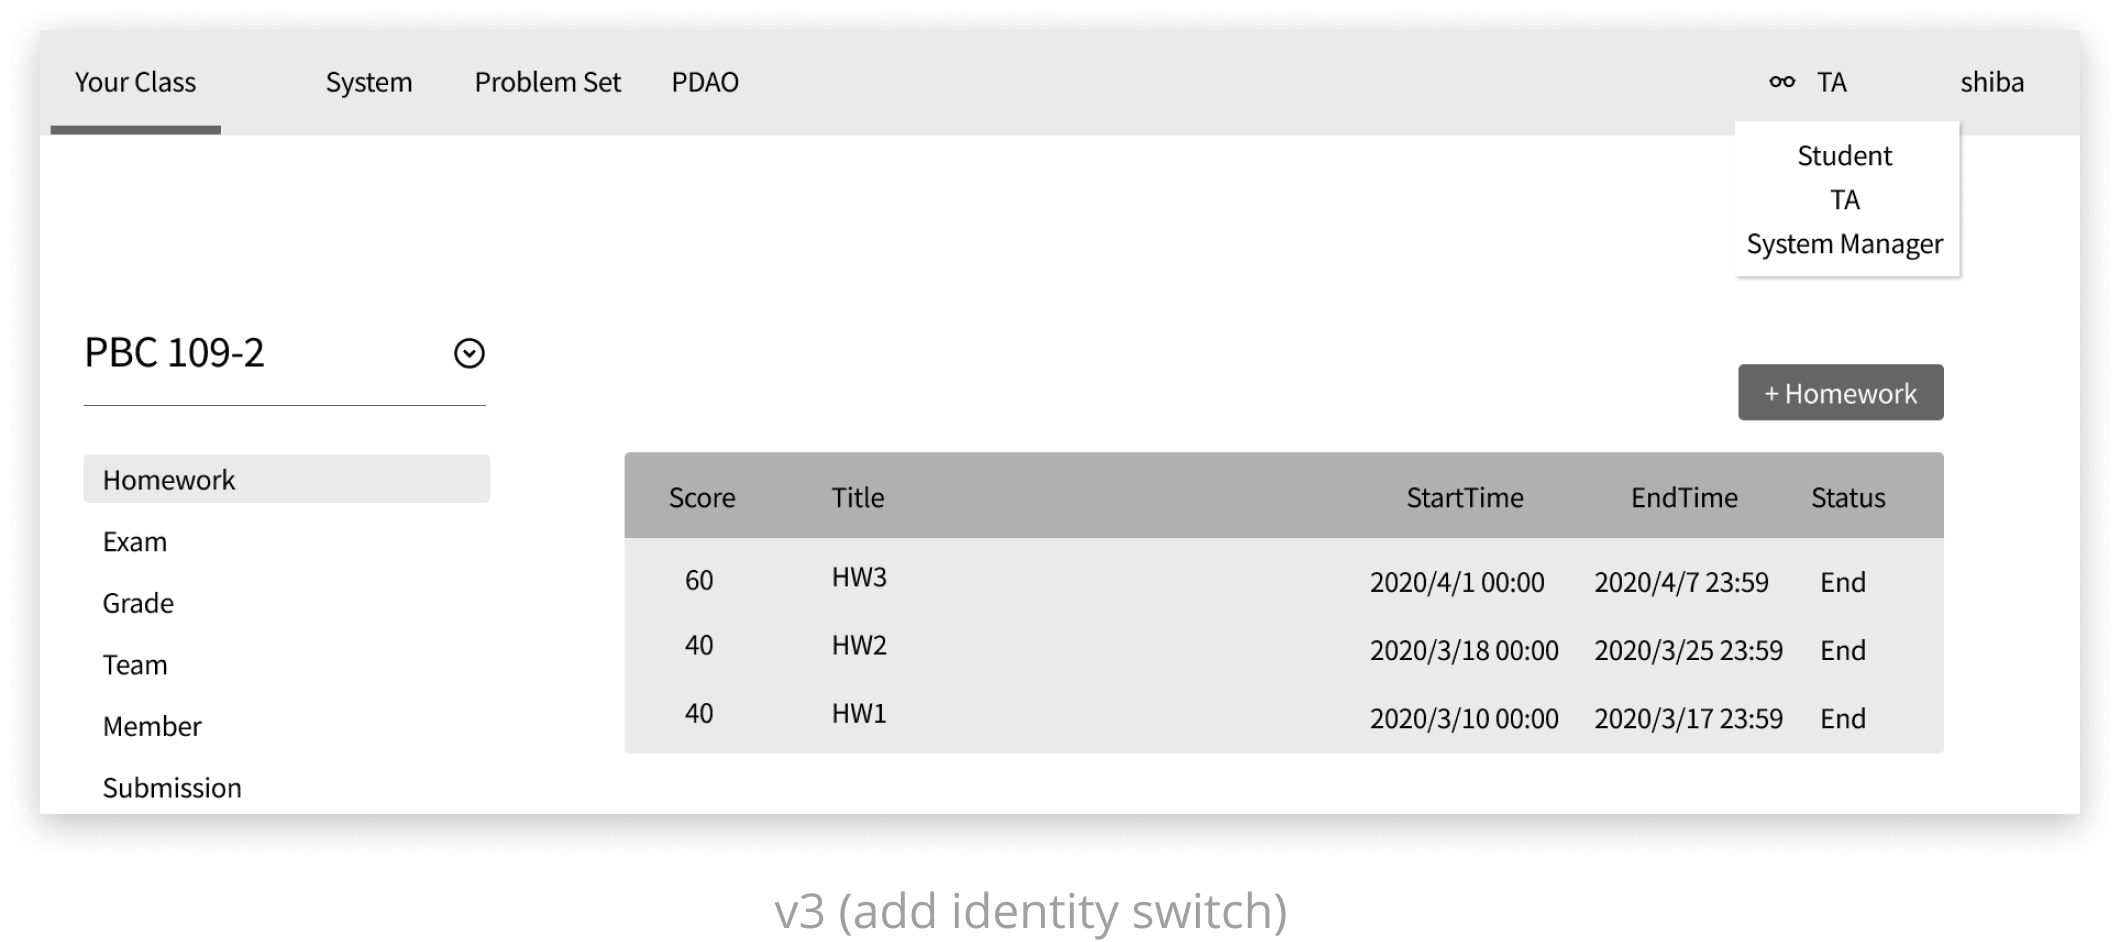 Your Class System Problem Set PDAO TA shiba
Student
TA
System Manager
PBC 109-2
+ Homework
Homework
Exam
Grade
Team
Member
Submission
Score Title StartTime EndTime Status
60 HW3 2020/4/1 00:00 2020/4/7 23:59 End
40 HW2 2020/3/18 00:00 2020/3/25 23:59 End
40 HW1 2020/3/10 00:00 2020/3/17 23:59 End
v3 (add identity switch)